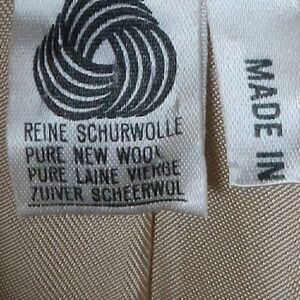 REINE SCHURWOLLE
PURE NEW WOOL
PURE LAINE VIERGE
ZUIVER SCHEERWOL
MADE IN